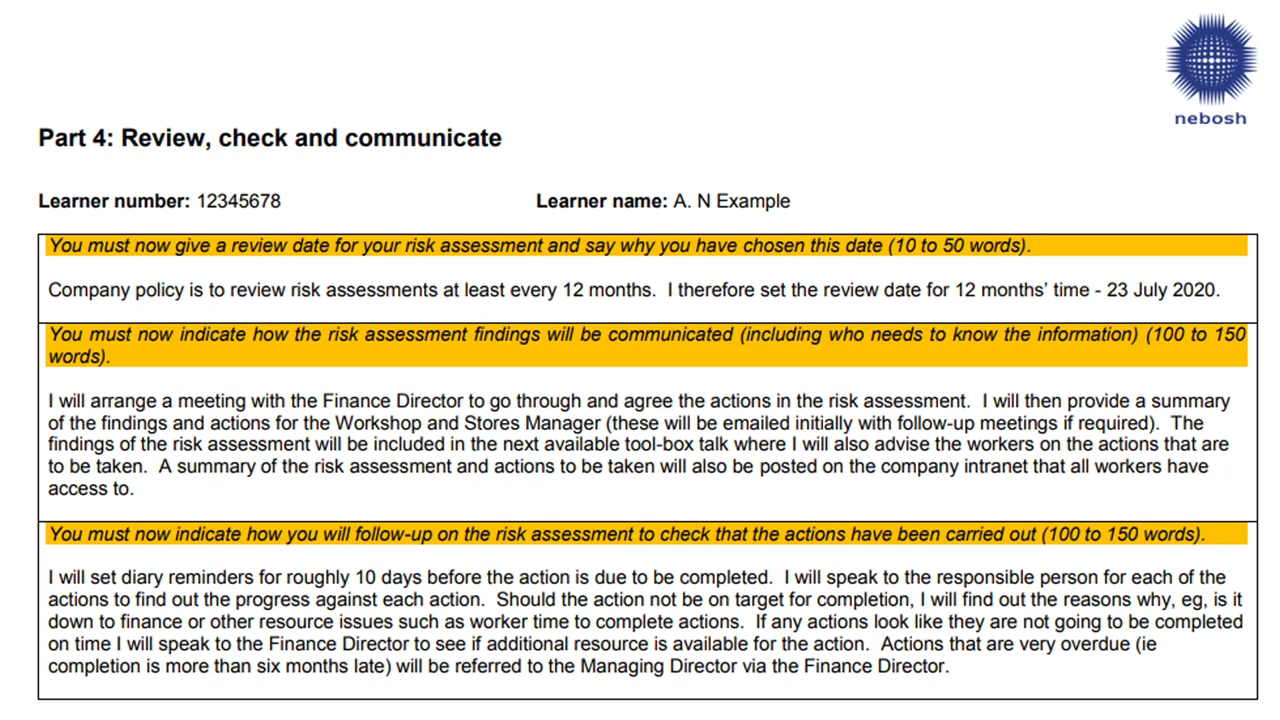 nebosh
Part 4: Review, check and communicate
Learner number: 12345678 Learner name: A. N Example
You must now give a review date for your risk assessment and say why you have chosen this date (10 to 50 words).
Company policy is to review risk assessments at least every 12 months. I therefore set the review date for 12 months’ time - 23 July 2020.
You must now indicate how the risk assessment findings will be communicated (including who needs to know the information) (100 to 150
words).
I will arrange a meeting with the Finance Director to go through and agree the actions in the risk assessment. I will then provide a summary
of the findings and actions for the Workshop and Stores Manager (these will be emailed initially with follow-up meetings if required). The
findings of the risk assessment will be included in the next available tool-box talk where I will also advise the workers on the actions that are
to be taken. A summary of the risk assessment and actions to be taken will also be posted on the company intranet that all workers have
access to.
You must now indicate how you will follow-up on the risk assessment to check that the actions have been carried out (100 to 150 words).
I will set diary reminders for roughly 10 days before the action is due to be completed. I will speak to the responsible person for each of the
actions to find out the progress against each action. Should the action not be on target for completion, I will find out the reasons why, eg, is it
down to finance or other resource issues such as worker time to complete actions. If any actions look like they are not going to be completed
on time I will speak to the Finance Director to see if additional resource is available for the action. Actions that are very overdue (ie
completion is more than six months late) will be referred to the Managing Director via the Finance Director.